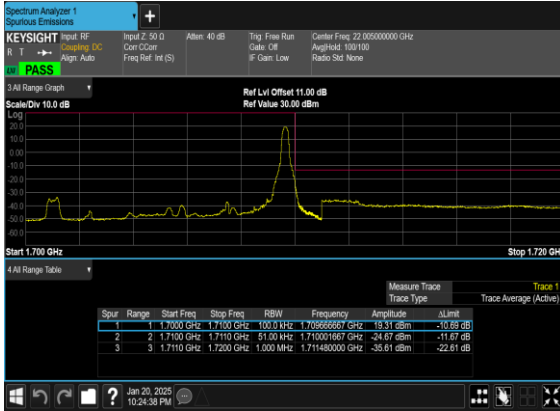 Spectrum Analyzer 1
Spurious Emissions
+
KEYSIGHT Input: RF Input Z: 50 Ω Atten: 40 dB Trig: Free Run Center Freq: 22.005000000 GHz
R T Coupling: DC Corr CCorr Gate: Off Avg|Hold: 100/100
Align: Auto Freq Ref: Int (S) IF Gain: Low Radio Std: None
PASS
3 All Range Graph
Ref Lvl Offset 11.00 dB
Scale/Div 10.0 dB Ref Value 30.00 dBm
Log
20.0
10.0
0.00
-10.0
-20.0
-30.0
-40.0
-50.0
-60.0
Start 1.700 GHz Stop 1.720 GH
4 All Range Table
Measure Trace Trace 1
Trace Type Trace Average (Active)
Spur Range Start Freq Stop Freq RBW Frequency Amplitude ΔLimit
1 1 1.7000 GHz 1.7100 GHz 100.0 kHz 1.709666667 GHz 19.31 dBm -10.69 dB
2 2 1.7100 GHz 1.7110 GHz 51.00 kHz 1.710001667 GHz -24.67 dBm -11.67 dB
3 3 1.7110 GHz 1.7200 GHz 1.000 MHz 1.711480000 GHz -35.61 dBm -22.61 dB
? Jan 20, 2025
10:24:38 PM